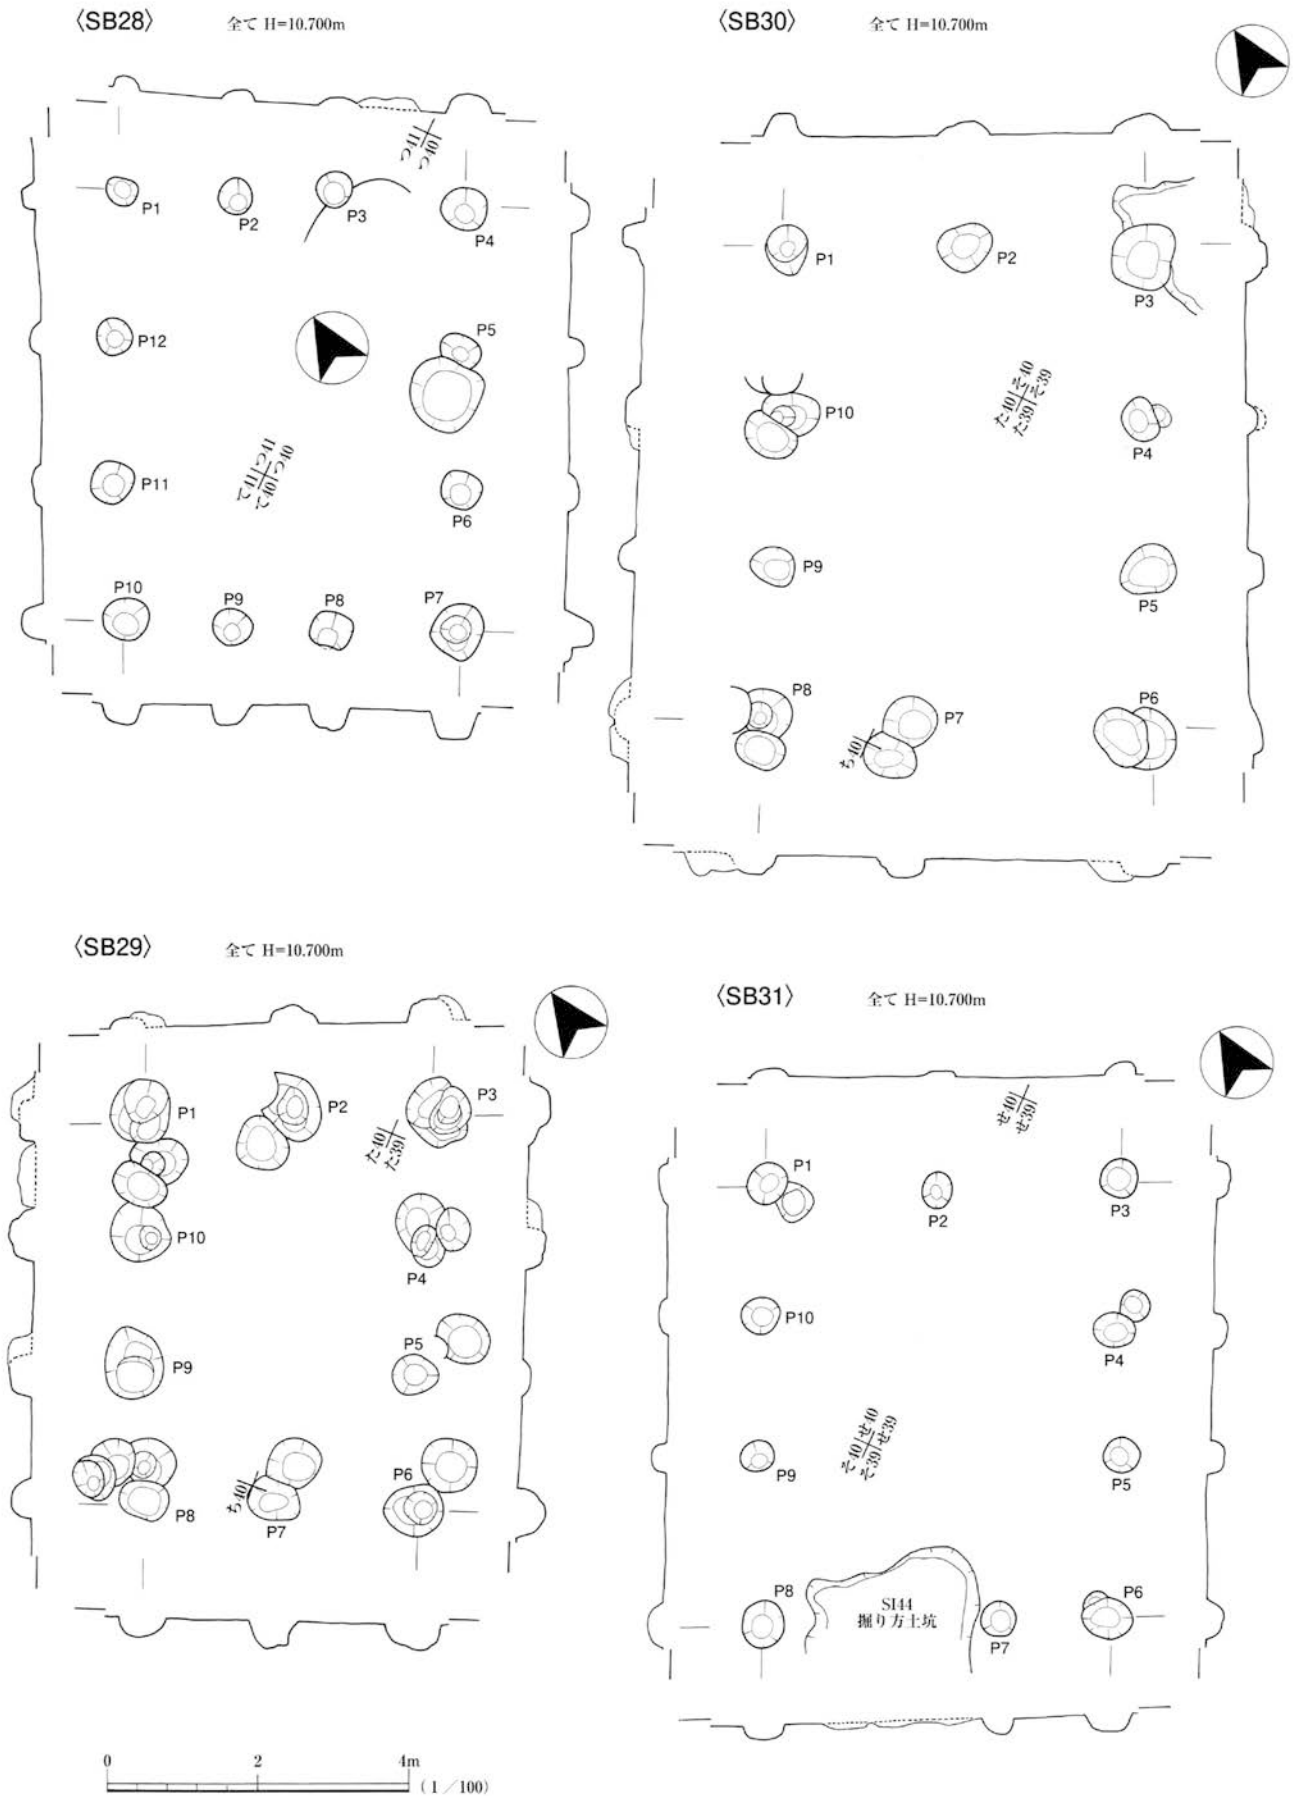 〈SB28〉 全て H=10.700m
つ41
つ40
P1
P2
P3
P4
P12
P5
て41 つ41
て40 つ40
P11
P6
P10
P9
P8
P7
〈SB30〉 全て H=10.700m
P1
P2
P3
た40 そ40
た39 そ39
P10
P4
P9
P5
P8
P7
ち40
P6
〈SB29〉 全て H=10.700m
P1
P2
P3
た40
た39
P10
P4
P9
P5
P8
ち40
P7
P6
〈SB31〉 全て H=10.700m
せ40
せ39
P1
P2
P3
P10
P4
そ40 せ40
そ39 せ39
P9
P5
P8
SI44
掘り方土坑
P7
P6
0 2 4m
(1/100)